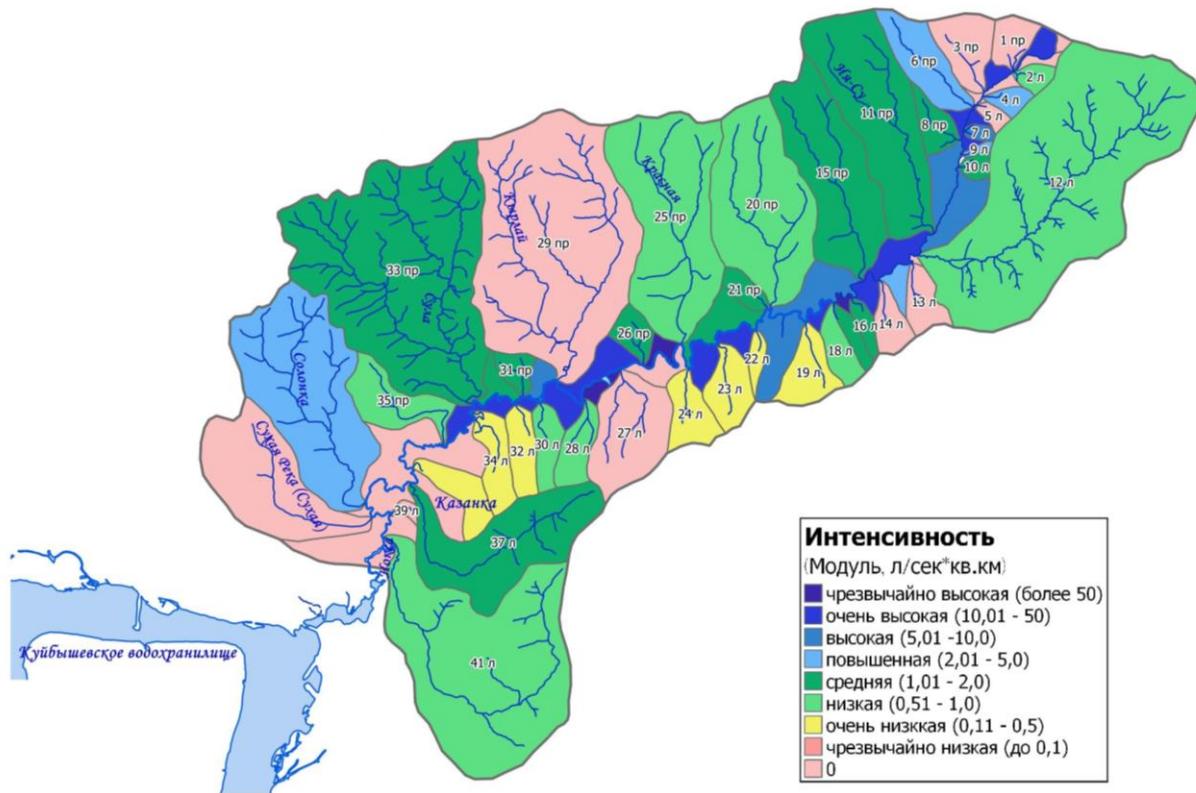 3 пр
1 пр
6 пр
2 л
Ия-Су
4 л
11 пр
5 л
8 пр
7 л
9 л
10 л
12 л
15 пр
Красная
20 пр
25 пр
Кырлай
29 пр
33 пр
Сула
21 пр
13 л
14 л
16 л
26 пр
18 л
22 л
19 л
31 пр
23 л
Солонка
35 пр
24 л
27 л
30 л
28 л
32 л
34 л
Сухая Река (Сухая)
Казанка
39 л
37 л
Нокса
41 л
Куйбышевское водохранилище
Интенсивность
(Модуль, л/сек*кв.км)
чрезвычайно высокая (более 50)
очень высокая (10,01 - 50)
высокая (5,01 -10,0)
повышенная (2,01 - 5,0)
средняя (1,01 - 2,0)
низкая (0,51 - 1,0)
очень низккая (0,11 - 0,5)
чрезвычайно низкая (до 0,1)
0